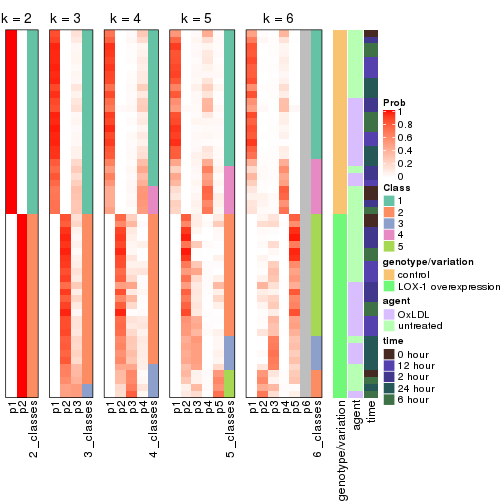 k = 2
k = 3
k = 4
k = 5
k = 6
p1
p2
2_classes
p1
p2
p3
3_classes
p1
p2
p3
p4
4_classes
p1
p2
p3
p4
p5
5_classes
p1
p2
p3
p4
p5
p6
6_classes
genotype/variation
agent
time
Prob
1
0.8
0.6
0.4
0.2
0
Class
1
2
3
4
5
genotype/variation
control
LOX-1 overexpression
agent
OxLDL
untreated
time
0 hour
12 hour
2 hour
24 hour
6 hour